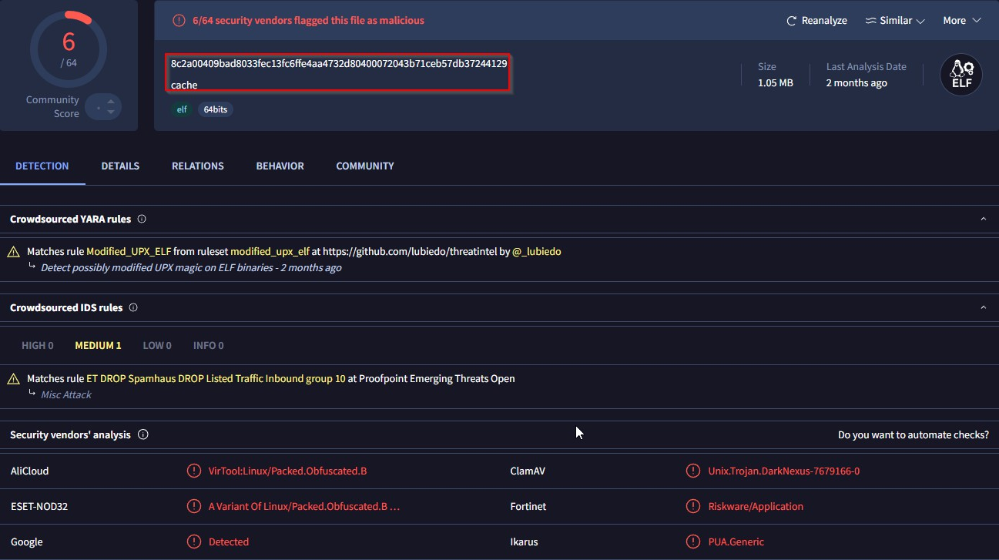 6
/ 64
Community
Score
6/64 security vendors flagged this file as malicious
Reanalyze
Similar
More
8c2a00409bad8033fec13fc6ffe4aa4732d80400072043b71ceb57db37244129
cache
elf
64bits
Size
1.05 MB
Last Analysis Date
2 months ago
ELF
DETECTION
DETAILS
RELATIONS
BEHAVIOR
COMMUNITY
Crowdsourced YARA rules
Matches rule Modified_UPX_ELF from ruleset modified_upx_elf at https://github.com/lubiedo/threatintel by @_lubiedo
Detect possibly modified UPX magic on ELF binaries - 2 months ago
Crowdsourced IDS rules
HIGH 0
MEDIUM 1
LOW 0
INFO 0
Matches rule ET DROP Spamhaus DROP Listed Traffic Inbound group 10 at Proofpoint Emerging Threats Open
Misc Attack
Security vendors' analysis
Do you want to automate checks?
AliCloud
VirTool:Linux/Packed.Obfuscated.B
ClamAV
Unix.Trojan.DarkNexus-7679166-0
ESET-NOD32
A Variant Of Linux/Packed.Obfuscated.B ...
Fortinet
Riskware/Application
Google
Detected
Ikarus
PUA.Generic